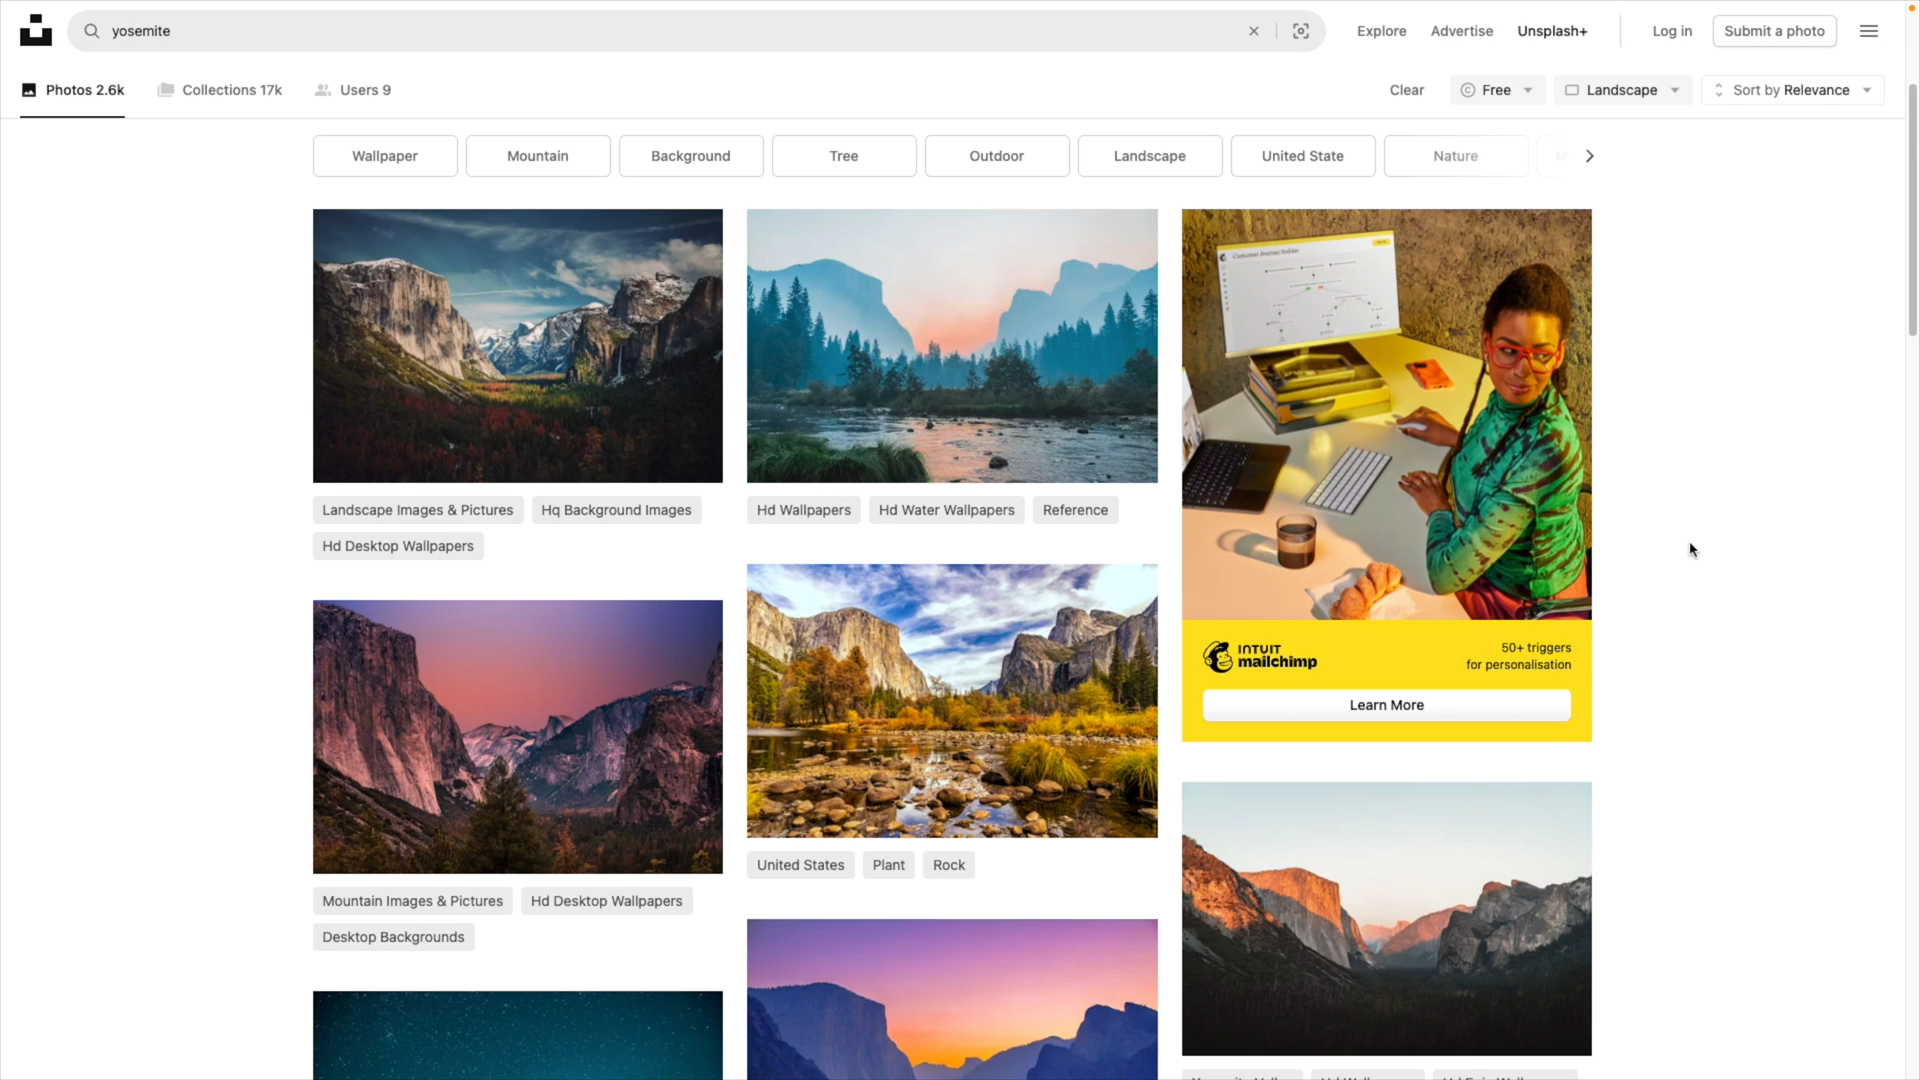 yosemite
Explore
Advertise
Unsplash+
Log in
Submit a photo
Photos 2.6k
Collections 17k
Users 9
Clear
Free
Landscape
Sort by Relevance
Wallpaper
Mountain
Background
Tree
Outdoor
Landscape
United State
Nature
Customer Journey Builder
Landscape Images & Pictures
Hq Background Images
Hd Desktop Wallpapers
Hd Wallpapers
Hd Water Wallpapers
Reference
INTUIT
mailchimp
50+ triggers
for personalisation
Learn More
United States
Plant
Rock
Mountain Images & Pictures
Hd Desktop Wallpapers
Desktop Backgrounds